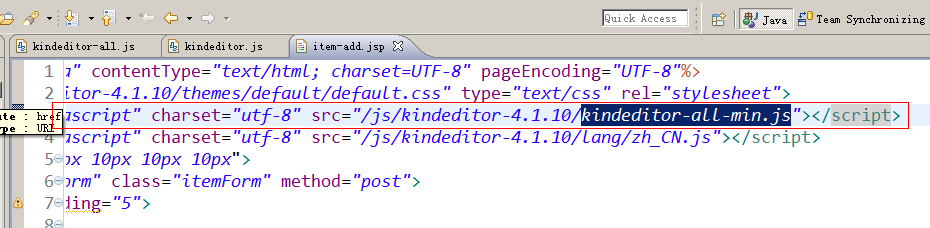 Quick Access
Java
Team Synchronizing
kindeditor-all.js
kindeditor.js
item-add.jsp
1 a" contentType="text/html; charset=UTF-8" pageEncoding="UTF-8"%>
2 itor-4.1.10/themes/default/default.css" type="text/css" rel="stylesheet">
ute : href
ype : URI
ascript" charset="utf-8" src="/js/kindeditor-4.1.10/kindeditor-all-min.js"></script>
4 ascript" charset="utf-8" src="/js/kindeditor-4.1.10/lang/zh_CN.js"></script>
5 px 10px 10px 10px">
6 form" class="itemForm" method="post">
7 ding="5">
8